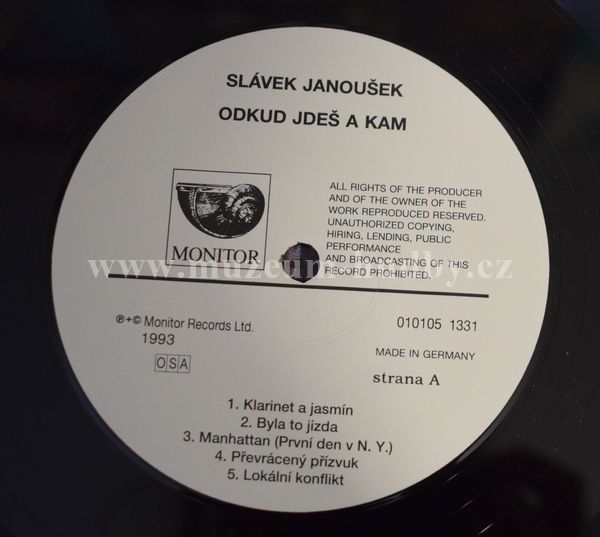 SLÁVEK JANOUŠEK
ODKUD JDEŠ A KAM
MONITOR
ALL RIGHTS OF THE PRODUCER
AND OF THE OWNER OF THE
WORK REPRODUCED RESERVED.
UNAUTHORIZED COPYING,
HIRING, LENDING, PUBLIC
PERFORMANCE
AND BROADCASTING OF THIS
RECORD PROHIBITED.
www.muzeum-hudby.cz
℗+© Monitor Records Ltd.
1993
OSA
010105 1331
MADE IN GERMANY
strana A
1. Klarinet a jasmín
2. Byla to jízda
3. Manhattan (První den v N. Y.)
4. Převrácený přízvuk
5. Lokální konflikt